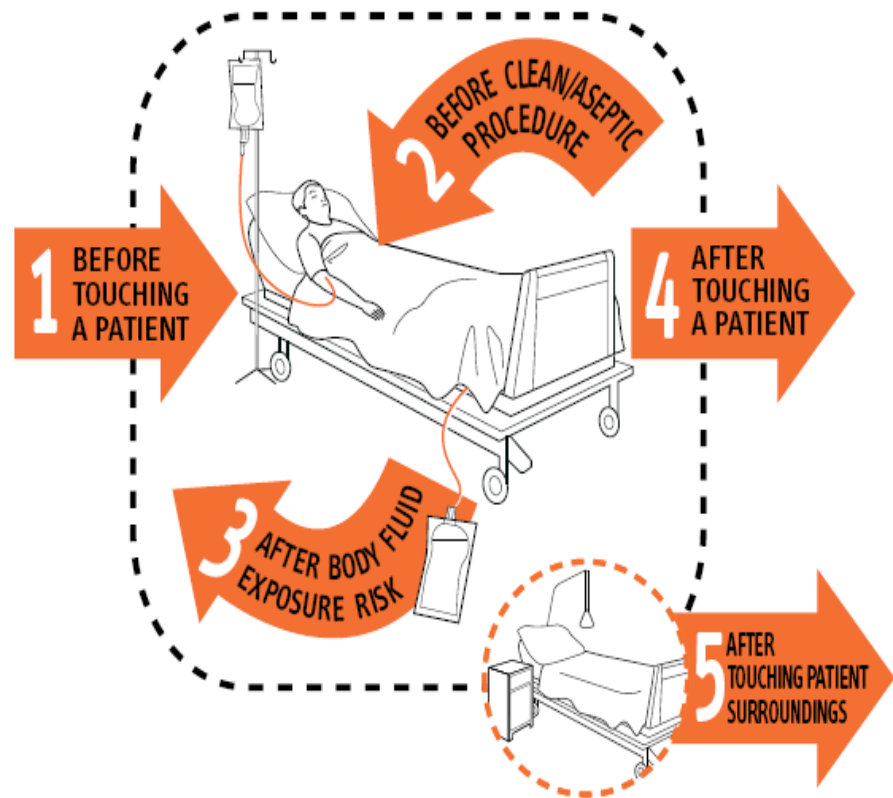 1
BEFORE
TOUCHING
A PATIENT
2
BEFORE CLEAN/ASEPTIC
PROCEDURE
3
AFTER BODY FLUID
EXPOSURE RISK
4
AFTER
TOUCHING
A PATIENT
5
AFTER
TOUCHING PATIENT
SURROUNDINGS